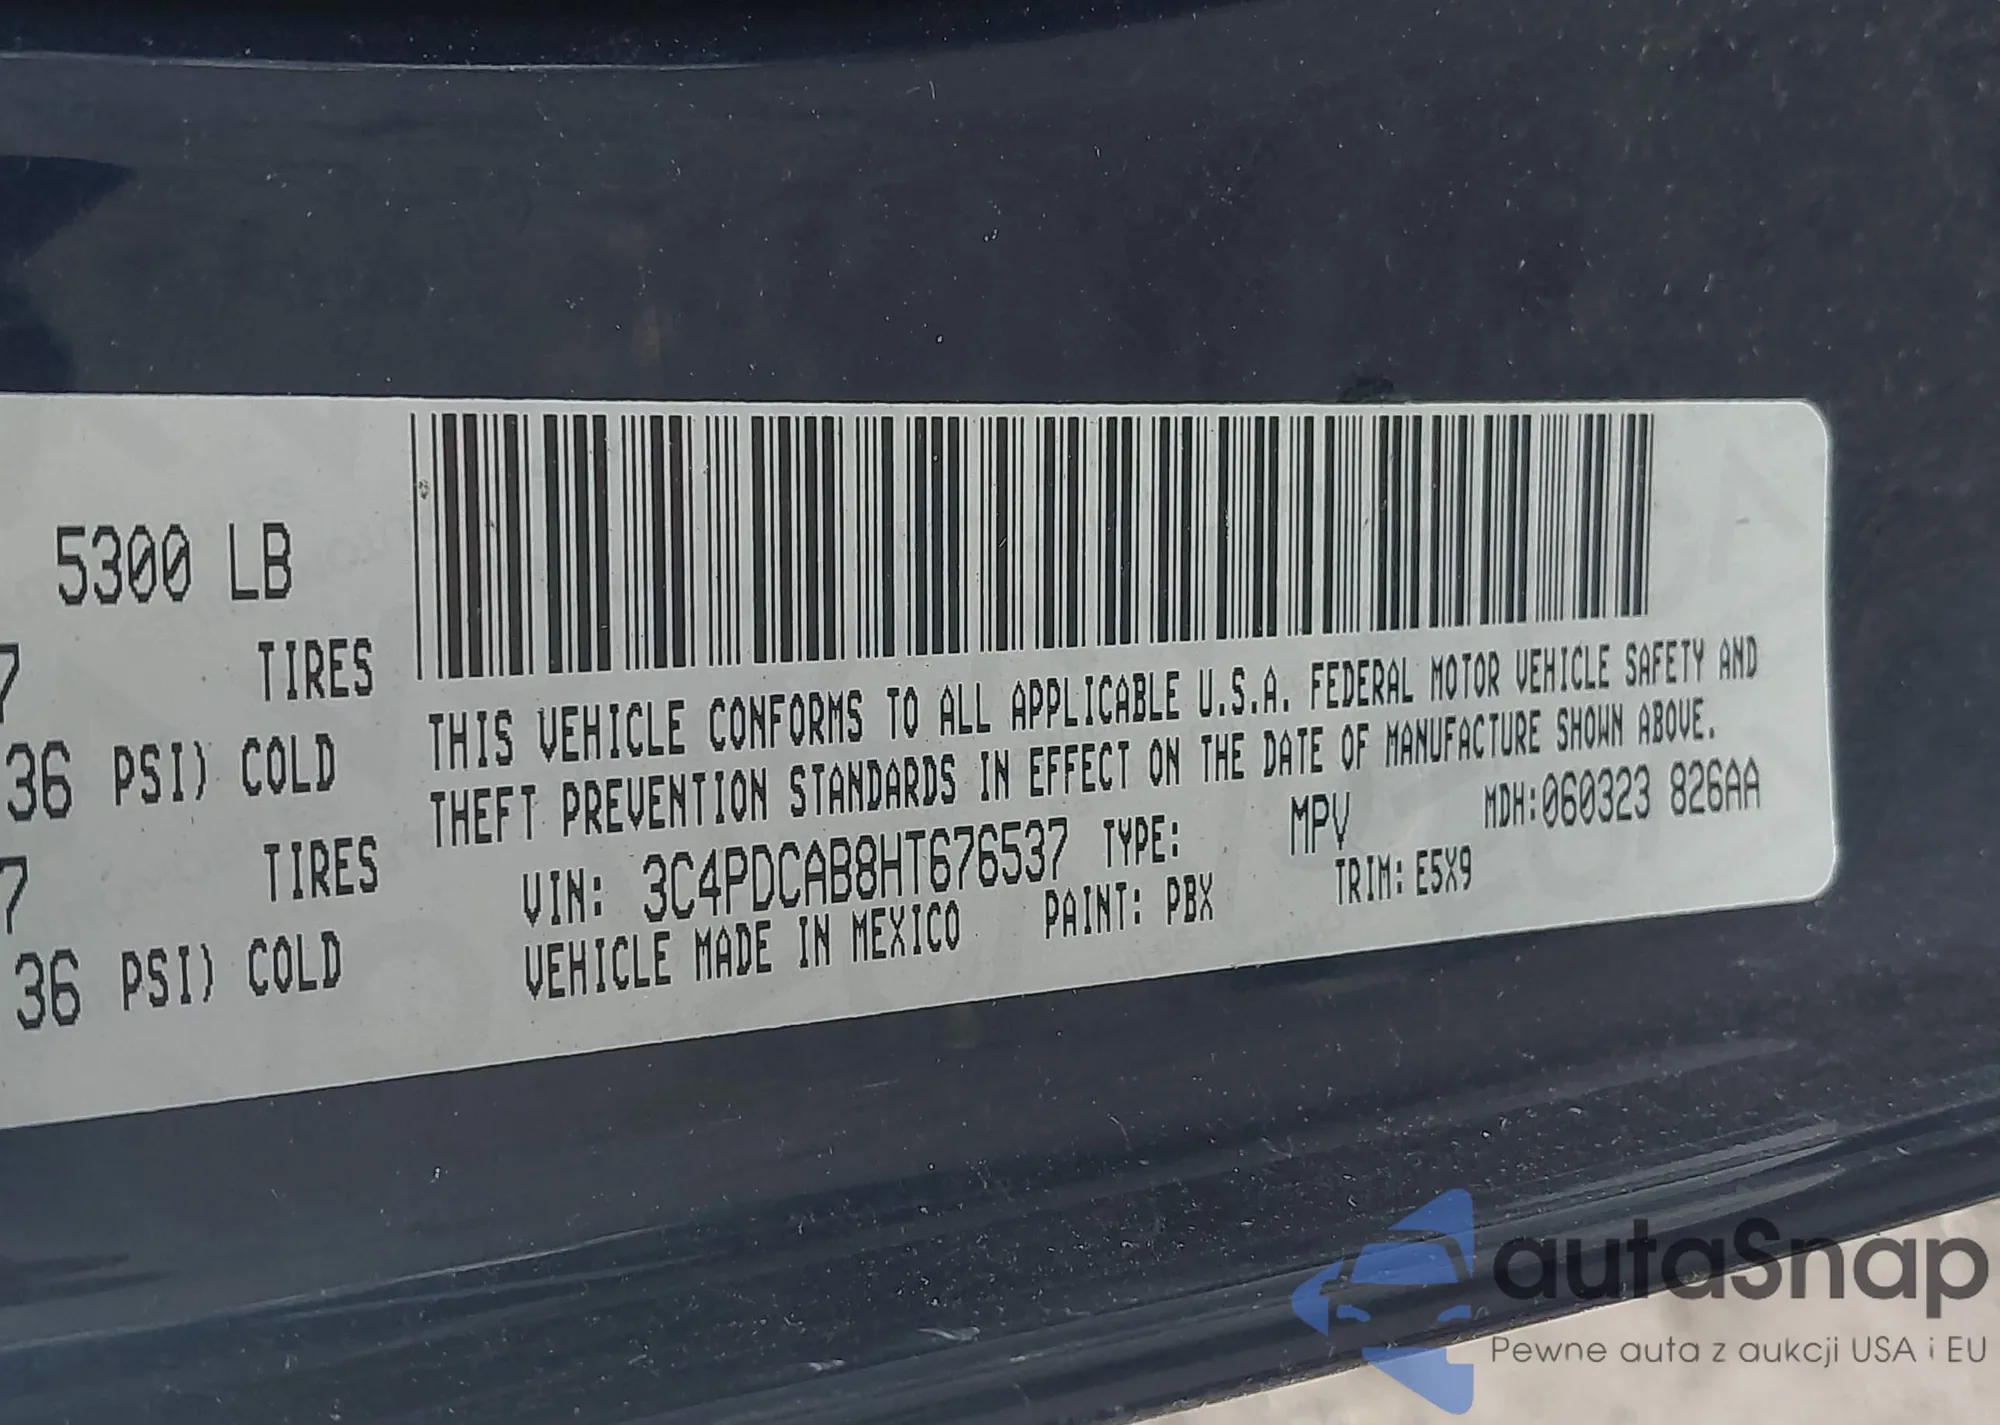 5300 LB
7 TIRES
36 PSI) COLD
7 TIRES
36 PSI) COLD
THIS VEHICLE CONFORMS TO ALL APPLICABLE U.S.A. FEDERAL MOTOR VEHICLE SAFETY AND
THEFT PREVENTION STANDARDS IN EFFECT ON THE DATE OF MANUFACTURE SHOWN ABOVE.
VIN: 3C4PDCAB8HT676537 TYPE: MPV MDH:060323 826AA
VEHICLE MADE IN MEXICO PAINT: PBX TRIM: E5X9
autaSnap
Pewne auta z aukcji USA i EU